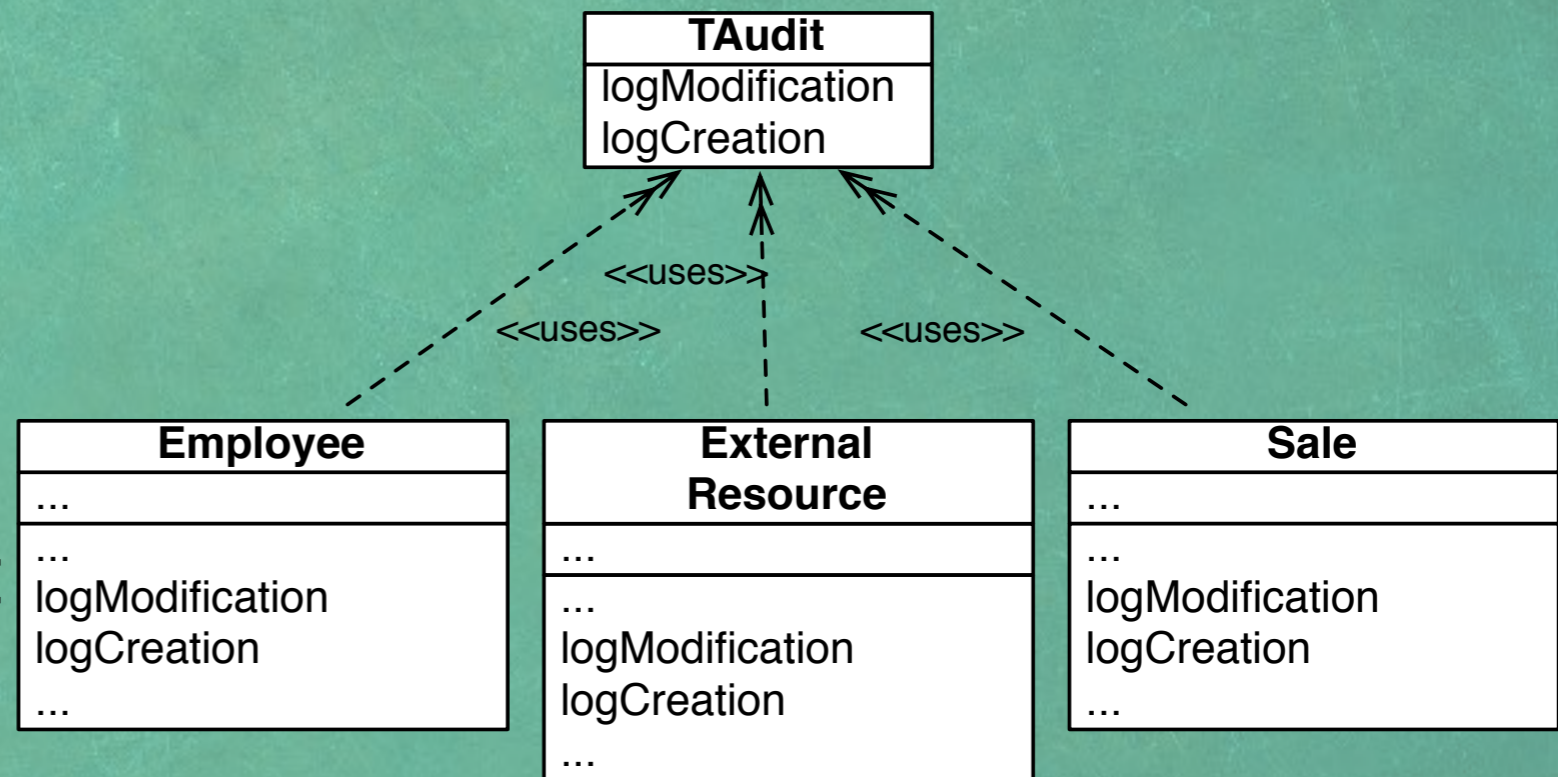 TAudit
logModification
logCreation
<<uses>>
<<uses>>
<<uses>>
Employee
...
...
logModification
logCreation
...
External
Resource
...
...
logModification
logCreation
...
Sale
...
...
logModification
logCreation
...